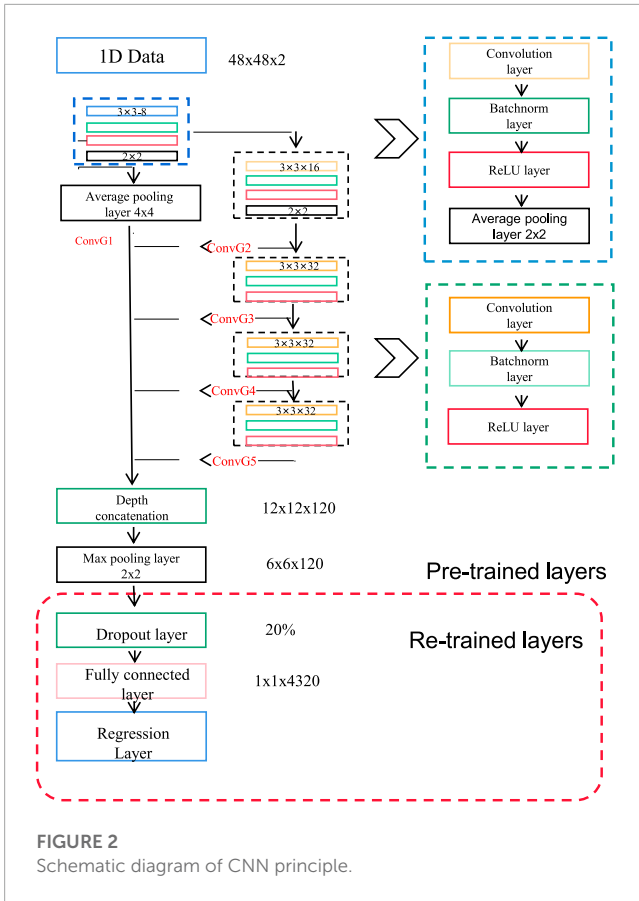 1D Data
48x48x2
3×3-8
2×2
Average pooling
layer 4x4
3×3×16
2×2
ConvG1
ConvG2
3×3×32
ConvG3
3×3×32
ConvG4
3×3×32
ConvG5
Convolution
layer
Batchnorm
layer
ReLU layer
Average pooling
layer 2x2
Convolution
layer
Batchnorm
layer
ReLU layer
Depth
concatenation
12x12x120
Max pooling layer
2x2
6x6x120
Pre-trained layers
Dropout layer
20%
Re-trained layers
Fully connected
layer
1x1x4320
Regression
Layer
FIGURE 2
Schematic diagram of CNN principle.